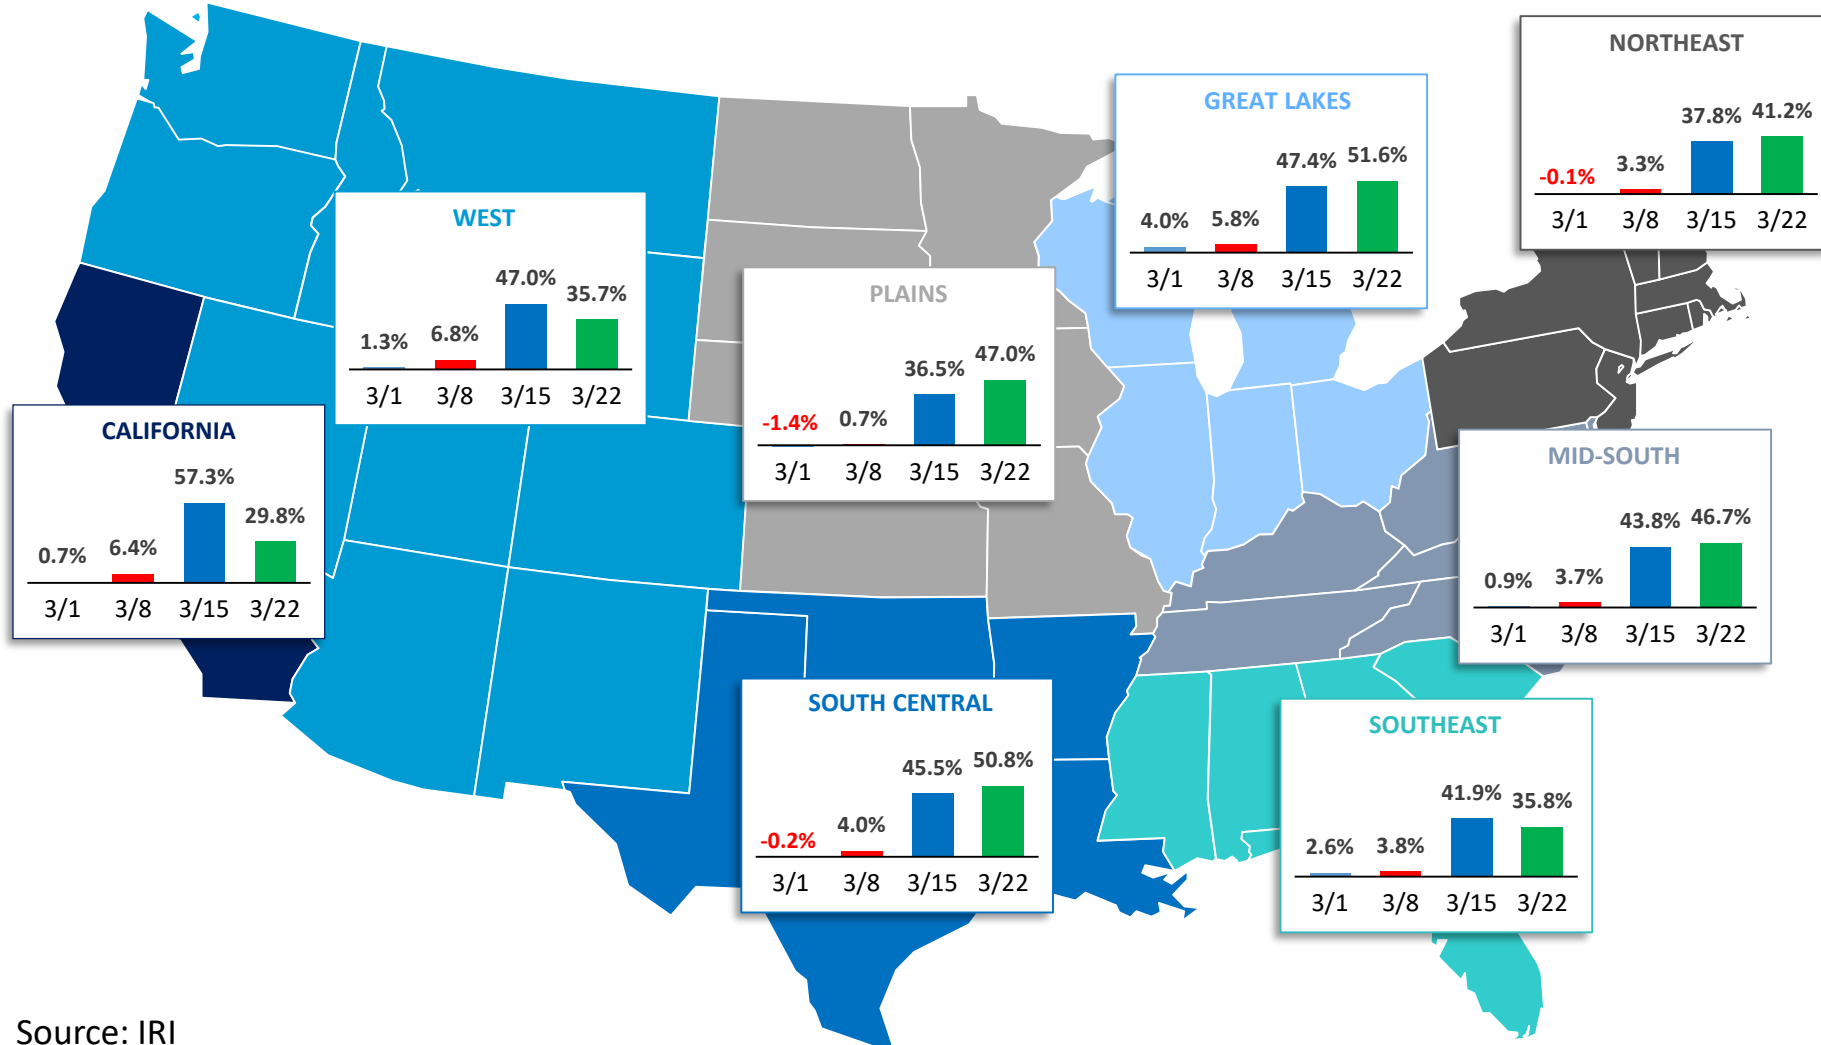 NORTHEAST
37.8% 41.2%
-0.1% 3.3%
3/1 3/8 3/15 3/22
GREAT LAKES
47.4% 51.6%
4.0% 5.8%
3/1 3/8 3/15 3/22
WEST
47.0% 35.7%
1.3% 6.8%
3/1 3/8 3/15 3/22
PLAINS
36.5% 47.0%
-1.4% 0.7%
3/1 3/8 3/15 3/22
CALIFORNIA
57.3%
29.8%
0.7% 6.4%
3/1 3/8 3/15 3/22
MID-SOUTH
43.8% 46.7%
0.9% 3.7%
3/1 3/8 3/15 3/22
SOUTH CENTRAL
45.5% 50.8%
-0.2% 4.0%
3/1 3/8 3/15 3/22
SOUTHEAST
41.9% 35.8%
2.6% 3.8%
3/1 3/8 3/15 3/22
Source: IRI